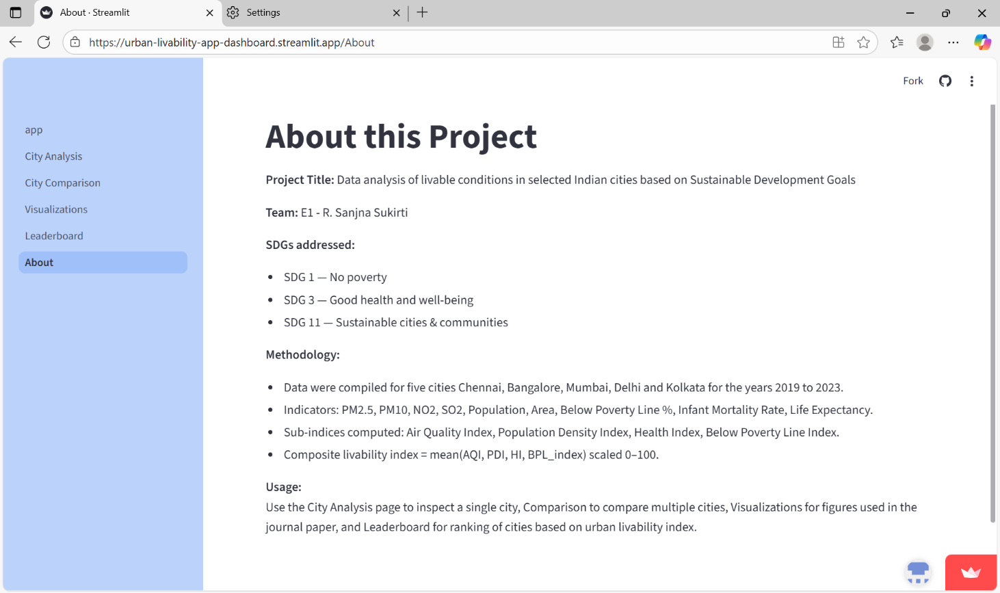 About · Streamlit
Settings
https://urban-livability-app-dashboard.streamlit.app/About
Fork
app
City Analysis
City Comparison
Visualizations
Leaderboard
About
About this Project
Project Title: Data analysis of livable conditions in selected Indian cities based on Sustainable Development Goals
Team: E1 - R. Sanjna Sukirti
SDGs addressed:
• SDG 1 — No poverty
• SDG 3 — Good health and well-being
• SDG 11 — Sustainable cities & communities
Methodology:
• Data were compiled for five cities Chennai, Bangalore, Mumbai, Delhi and Kolkata for the years 2019 to 2023.
• Indicators: PM2.5, PM10, NO2, SO2, Population, Area, Below Poverty Line %, Infant Mortality Rate, Life Expectancy.
• Sub-indices computed: Air Quality Index, Population Density Index, Health Index, Below Poverty Line Index.
• Composite livability index = mean(AQI, PDI, HI, BPL_index) scaled 0–100.
Usage:
Use the City Analysis page to inspect a single city, Comparison to compare multiple cities, Visualizations for figures used in the
journal paper, and Leaderboard for ranking of cities based on urban livability index.